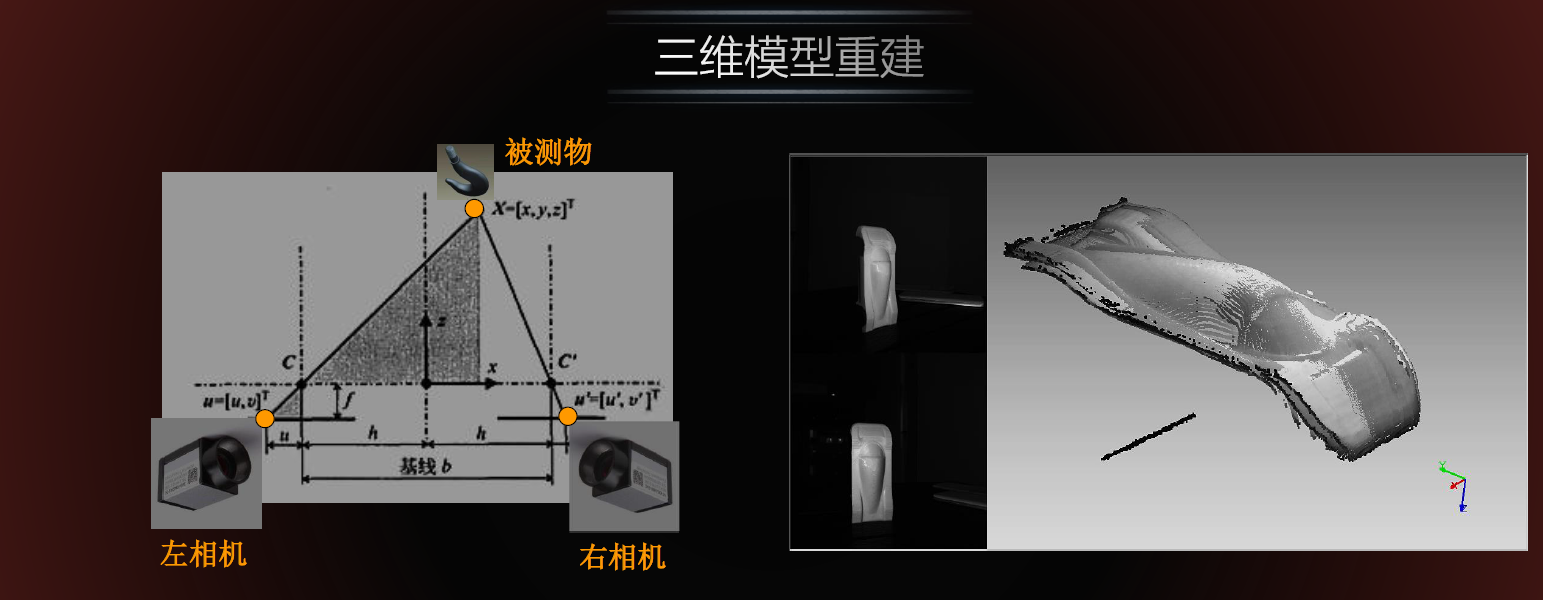 三维模型重建
被测物
X=[x,y,z]ᵀ
z
C
C'
x
u=[u,v]ᵀ
f
u'=[u', v']ᵀ
u
h
h
基线 b
左相机
右相机
Y
X
Z